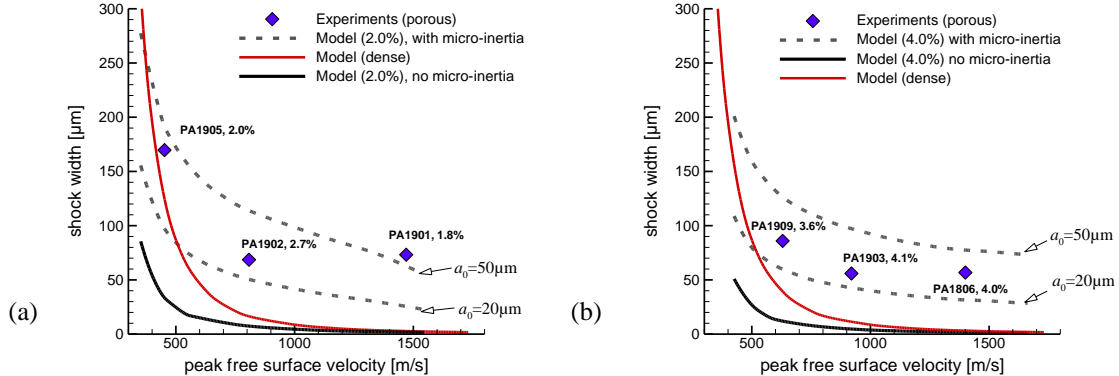 (a)
shock width [µm]
300
250
200
150
100
50
0
500
1000
1500
peak free surface velocity [m/s]
Experiments (porous)
Model (2.0%), with micro-inertia
Model (dense)
Model (2.0%), no micro-inertia
PA1905, 2.0%
PA1902, 2.7%
PA1901, 1.8%
a₀=50µm
a₀=20µm
(b)
shock width [µm]
300
250
200
150
100
50
0
500
1000
1500
peak free surface velocity [m/s]
Experiments (porous)
Model (4.0%) with micro-inertia
Model (4.0%) no micro-inertia
Model (dense)
PA1909, 3.6%
PA1903, 4.1%
PA1806, 4.0%
a₀=50µm
a₀=20µm